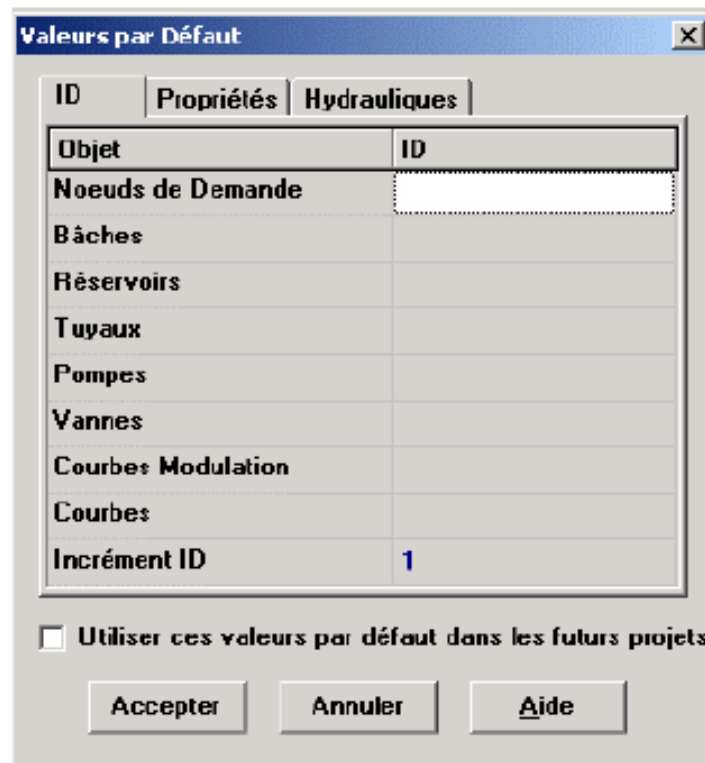 Valeurs par Défaut
ID Propriétés Hydrauliques
Objet ID
Noeuds de Demande
Bâches
Réservoirs
Tuyaux
Pompes
Vannes
Courbes Modulation
Courbes
Incrément ID 1
Utiliser ces valeurs par défaut dans les futurs projets
Accepter Annuler Aide